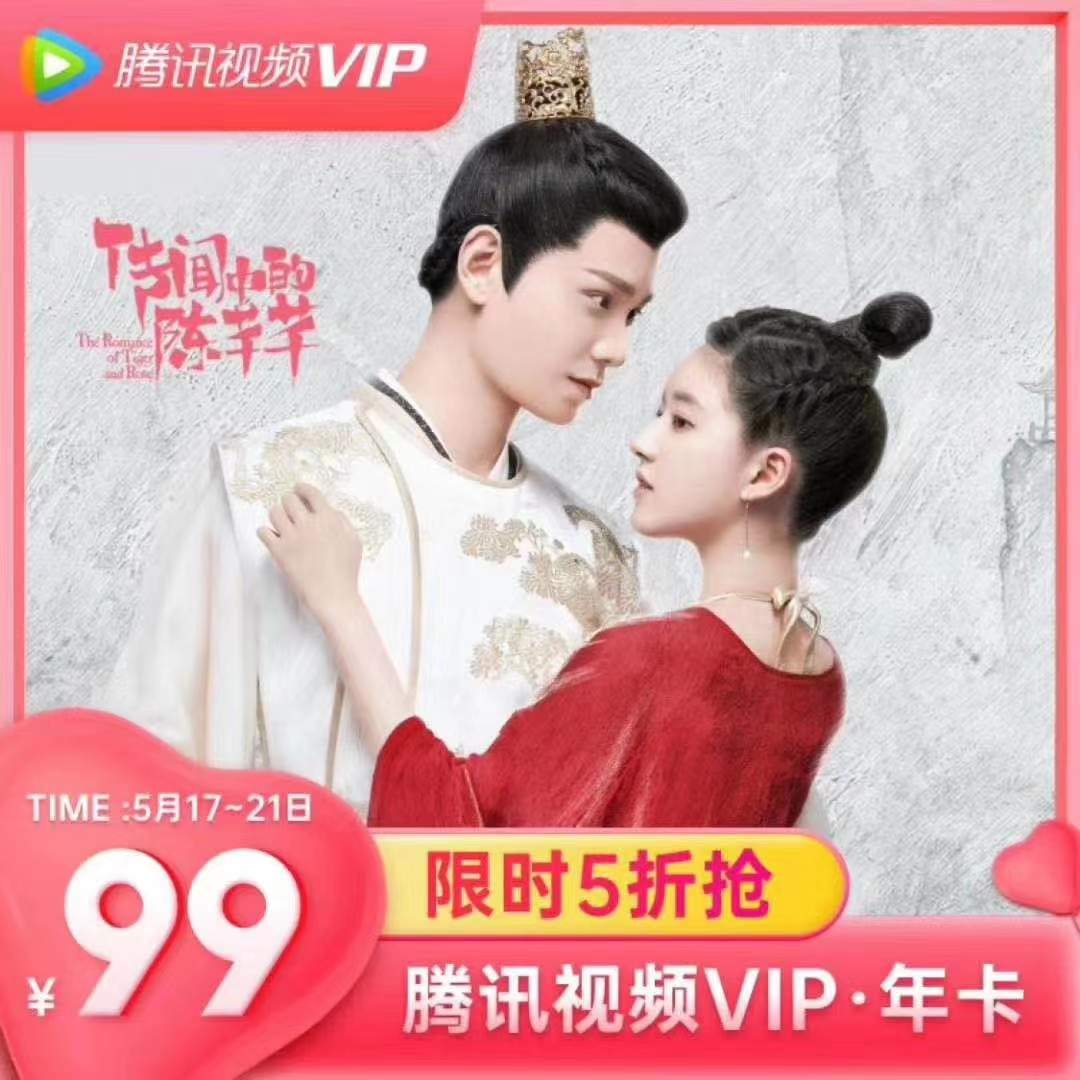 腾讯视频VIP
传闻中的
陈芊芊
The Romance
of Tiger
and Rose
TIME :5月17~21日
¥99
限时5折抢
腾讯视频VIP·年卡